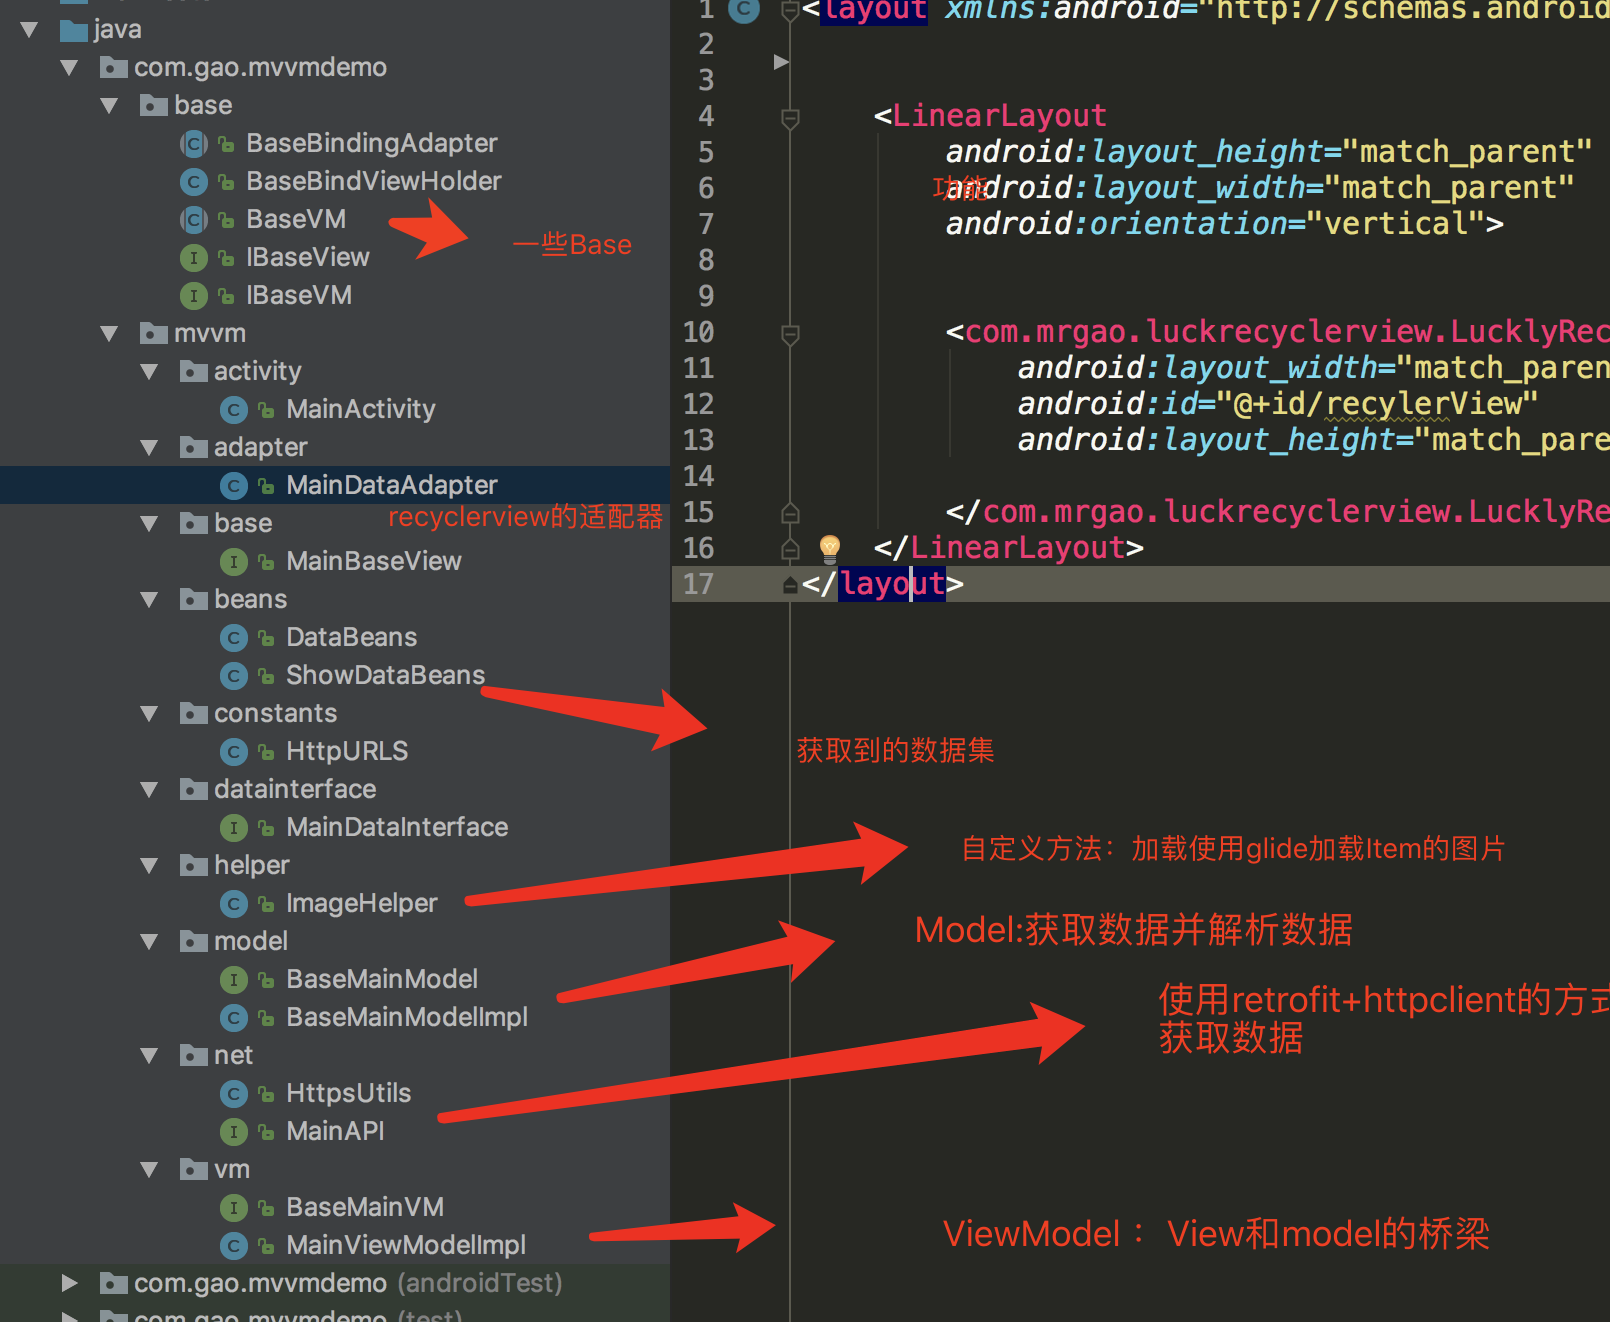 java
com.gao.mvvmdemo
base
BaseBindingAdapter
BaseBindViewHolder
BaseVM
IBaseView
IBaseVM
mvvm
activity
MainActivity
adapter
MainDataAdapter
base
MainBaseView
beans
DataBeans
ShowDataBeans
constants
HttpURLS
datainterface
MainDataInterface
helper
ImageHelper
model
BaseMainModel
BaseMainModelImpl
net
HttpsUtils
MainAPI
vm
BaseMainVM
MainViewModelImpl
com.gao.mvvmdemo (androidTest)
com.gao.mvvmdemo (test)
一些Base
recyclerview的适配器
1 <layout xmlns:android="http://schemas.android
2
3
4 <LinearLayout
5 android:layout_height="match_parent"
6 android:layout_width="match_parent"
功能
7 android:orientation="vertical">
8
9
10 <com.mrgao.luckrecyclerview.LucklyRec
11 android:layout_width="match_paren
12 android:id="@+id/recylerView"
13 android:layout_height="match_pare
14
15 </com.mrgao.luckrecyclerview.LucklyRe
16 </LinearLayout>
17 </layout>
获取到的数据集
自定义方法：加载使用glide加载Item的图片
Model:获取数据并解析数据
使用retrofit+httpclient的方式
获取数据
ViewModel：View和model的桥梁